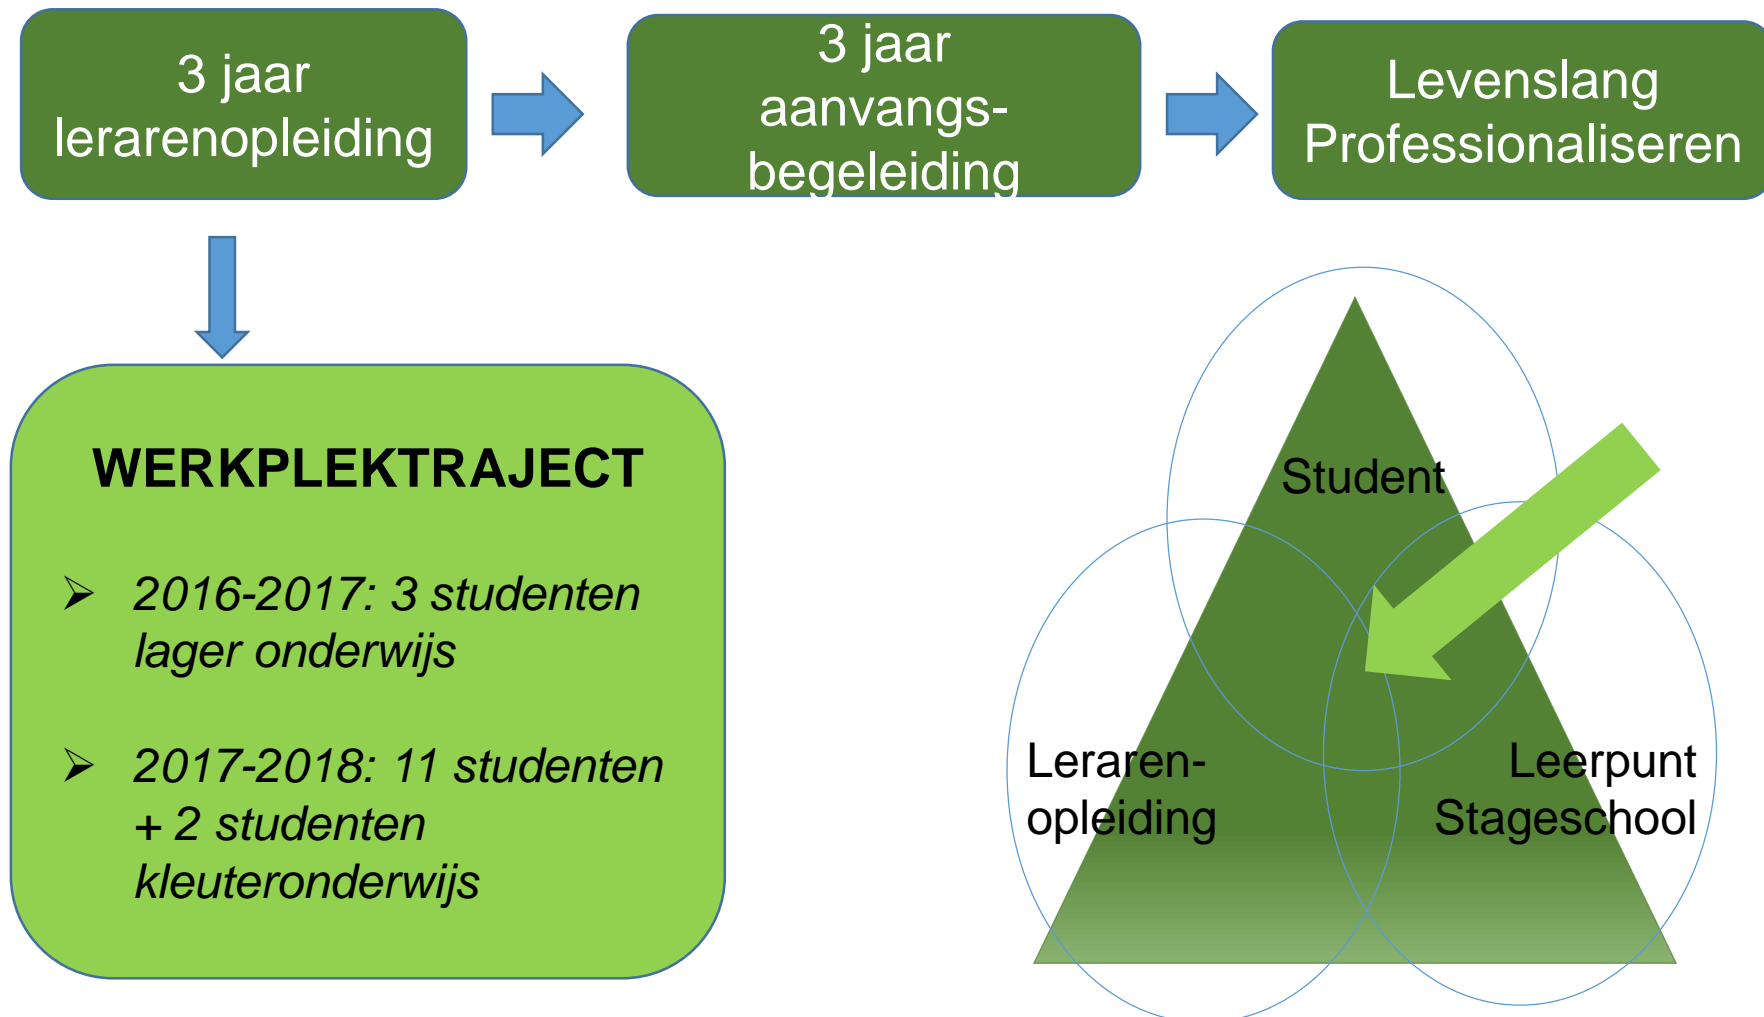 3 jaar
lerarenopleiding
3 jaar
aanvangs-
begeleiding
Levenslang
Professionaliseren
WERKPLEKTRAJECT
➢ 2016-2017: 3 studenten
lager onderwijs
➢ 2017-2018: 11 studenten
+ 2 studenten
kleuteronderwijs
Student
Leraren-
opleiding
Leerpunt
Stageschool